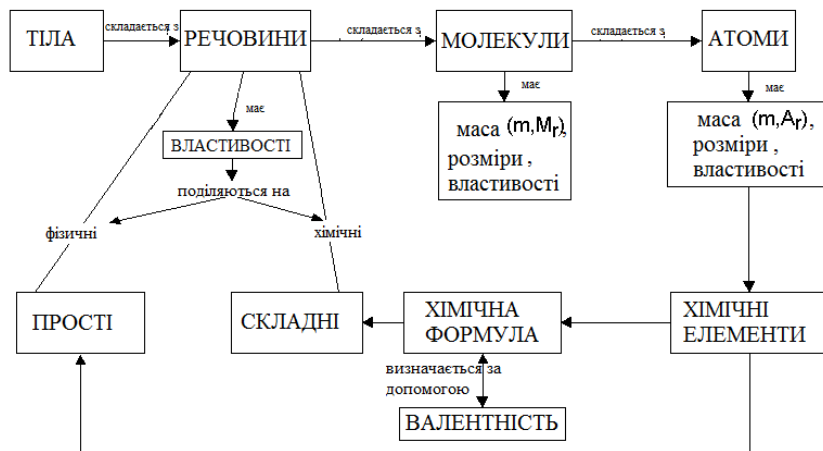 ТІЛА
складається з
РЕЧОВИНИ
складається з
МОЛЕКУЛИ
складається з
АТОМИ
має
має
має
ВЛАСТИВОСТІ
маса (m,Mr),
розміри ,
властивості
маса (m,Ar),
розміри ,
властивості
поділяються на
фізичні
хімічні
ПРОСТІ
СКЛАДНІ
ХІМІЧНА
ФОРМУЛА
ХІМІЧНІ
ЕЛЕМЕНТИ
визначається за
допомогою
ВАЛЕНТНІСТЬ